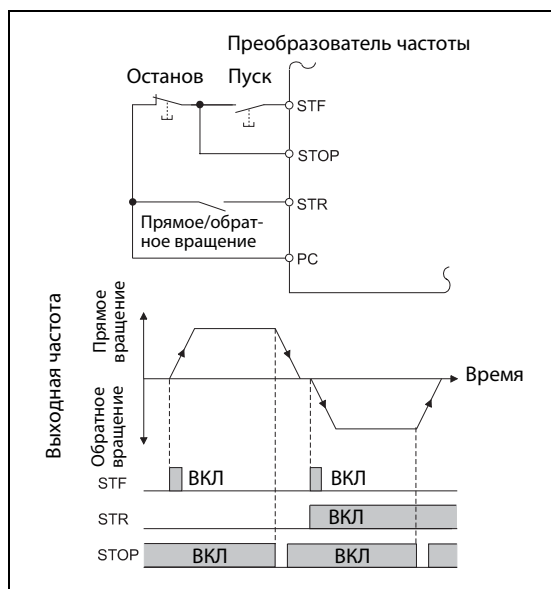 Преобразователь частоты
Останов
Пуск
STF
STOP
STR
Прямое/обрат-
ное вращение
PC
Выходная частота
Прямое
вращение
Обратное
вращение
Время
STF
ВКЛ
ВКЛ
STR
ВКЛ
STOP
ВКЛ
ВКЛ